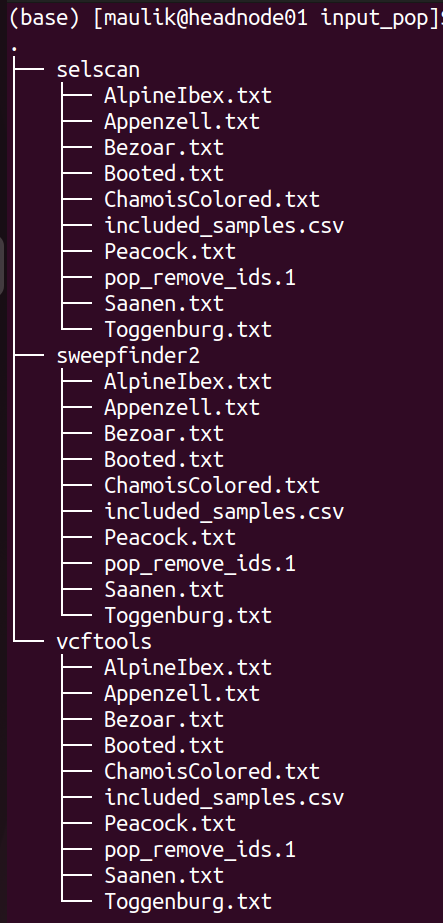 (base) [maulik@headnode01 input_pop]$
.
├── selscan
│   ├── AlpineIbex.txt
│   ├── Appenzell.txt
│   ├── Bezoar.txt
│   ├── Booted.txt
│   ├── ChamoisColored.txt
│   ├── included_samples.csv
│   ├── Peacock.txt
│   ├── pop_remove_ids.1
│   ├── Saanen.txt
│   └── Toggenburg.txt
├── sweepfinder2
│   ├── AlpineIbex.txt
│   ├── Appenzell.txt
│   ├── Bezoar.txt
│   ├── Booted.txt
│   ├── ChamoisColored.txt
│   ├── included_samples.csv
│   ├── Peacock.txt
│   ├── pop_remove_ids.1
│   ├── Saanen.txt
│   └── Toggenburg.txt
└── vcftools
    ├── AlpineIbex.txt
    ├── Appenzell.txt
    ├── Bezoar.txt
    ├── Booted.txt
    ├── ChamoisColored.txt
    ├── included_samples.csv
    ├── Peacock.txt
    ├── pop_remove_ids.1
    ├── Saanen.txt
    └── Toggenburg.txt